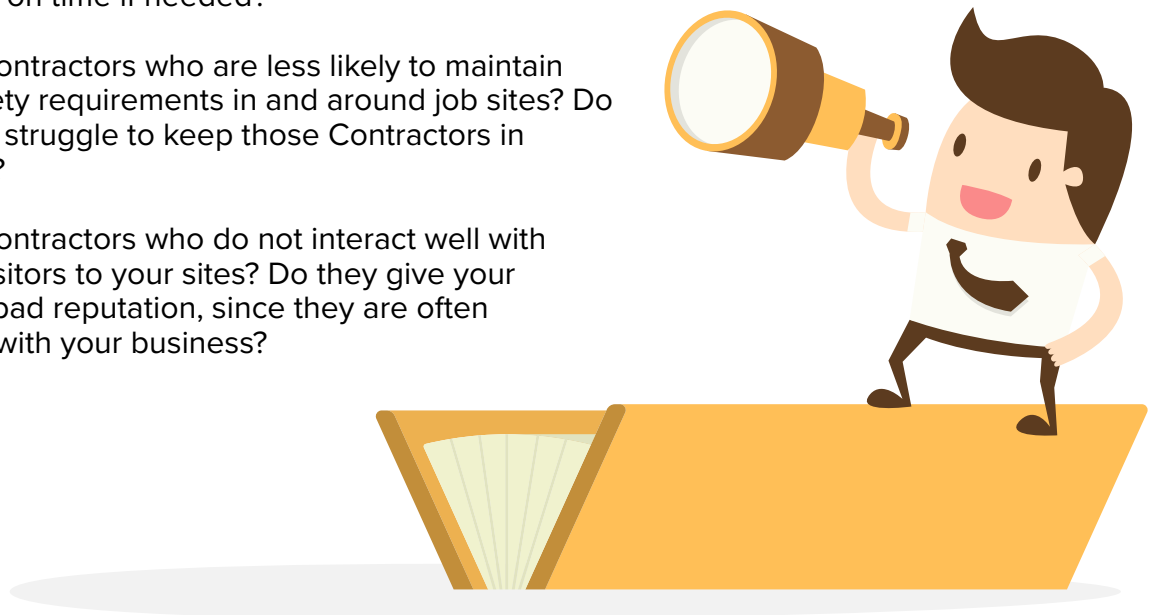 on time if needed?
ontractors who are less likely to maintain
ety requirements in and around job sites? Do
struggle to keep those Contractors in
?
ontractors who do not interact well with
sitors to your sites? Do they give your
bad reputation, since they are often
with your business?